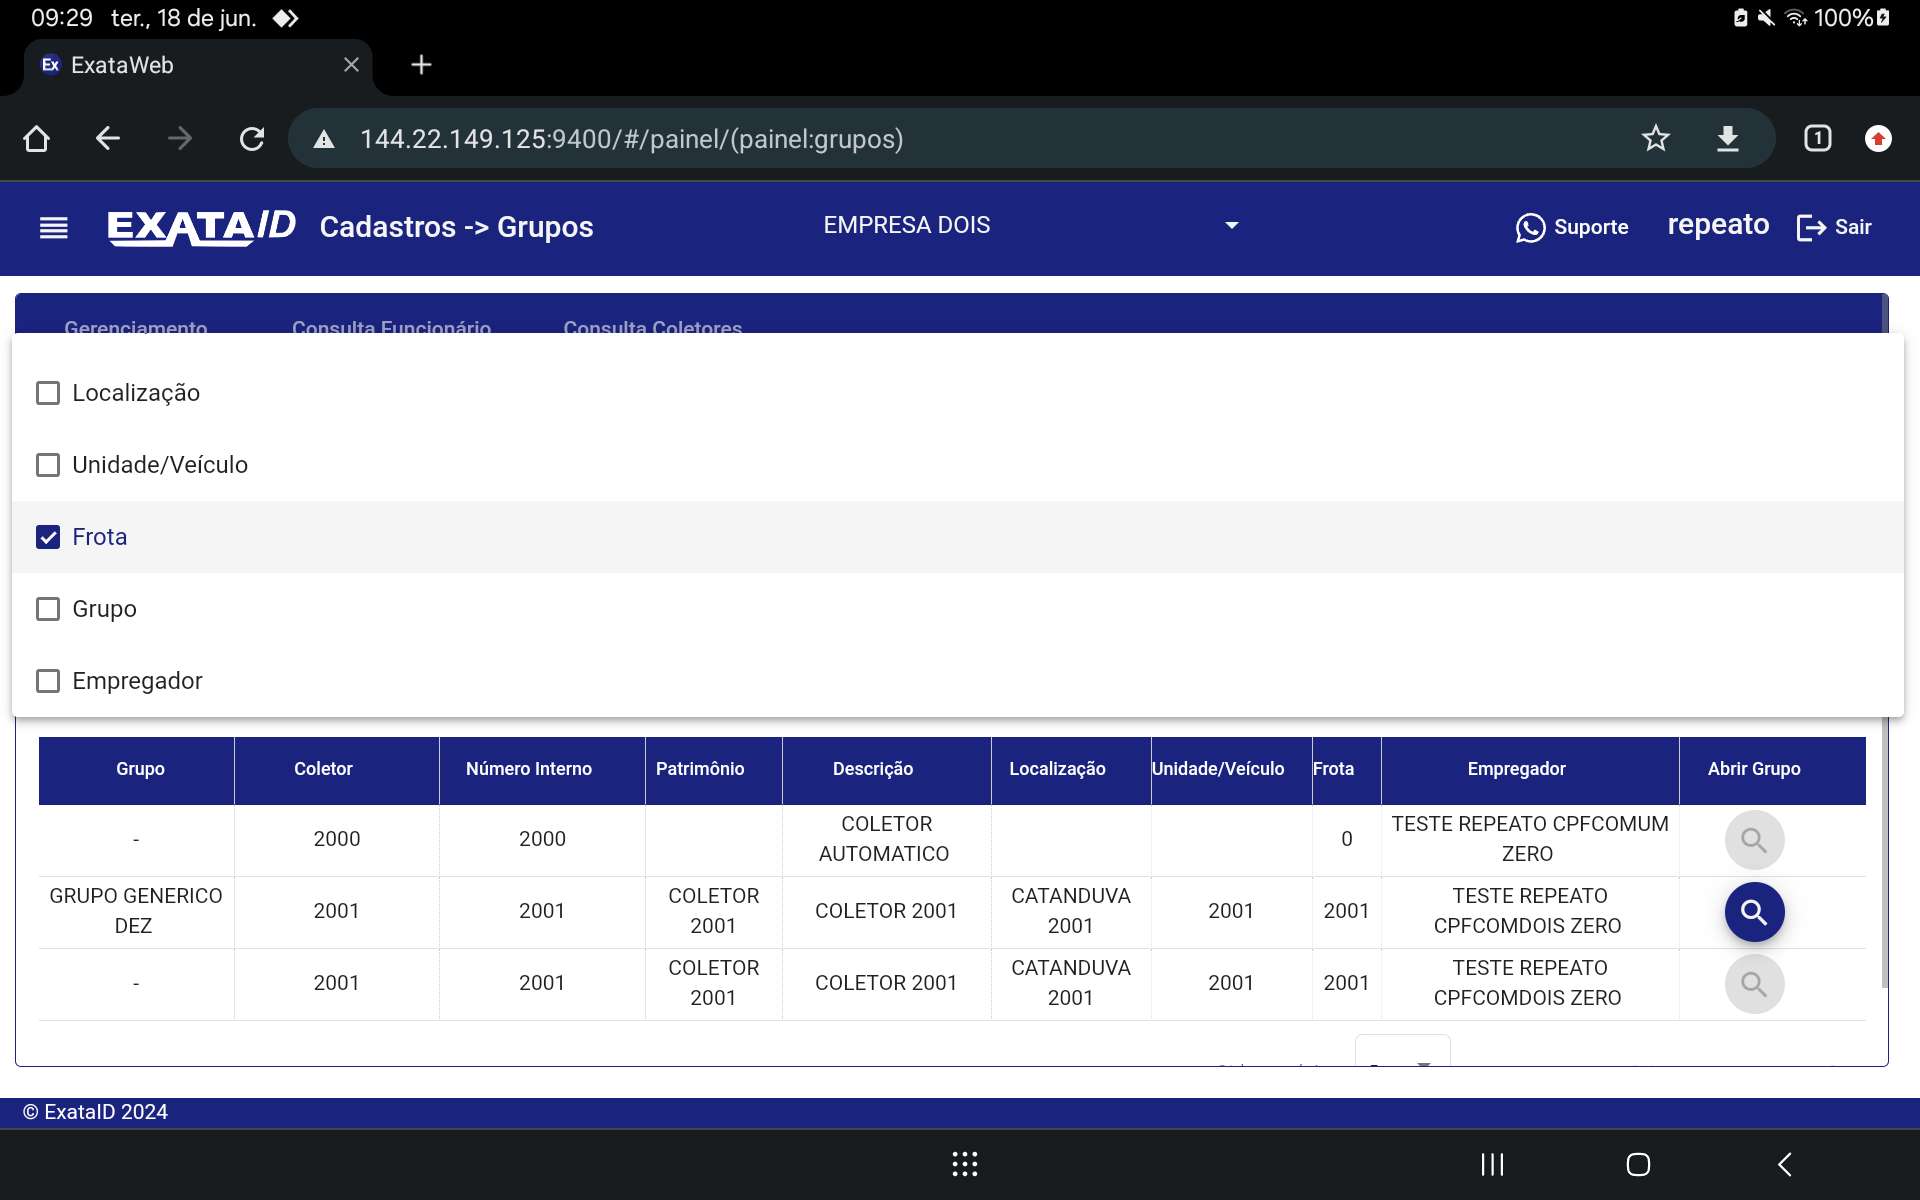 09:29 ter., 18 de jun.
100%
Ex ExataWeb
144.22.149.125:9400/#/painel/(painel:grupos)
1
EXATA/ID Cadastros -> Grupos EMPRESA DOIS Suporte repeato Sair
Gerenciamento Consulta Funcionário Consulta Coletores
Localização
Unidade/Veículo
Frota
Grupo
Empregador
Grupo Coletor Número Interno Patrimônio Descrição Localização Unidade/Veículo Frota Empregador Abrir Grupo
- 2000 2000 COLETOR AUTOMATICO 0 TESTE REPEATO CPFCOMUM ZERO
GRUPO GENERICO DEZ 2001 2001 COLETOR 2001 COLETOR 2001 CATANDUVA 2001 2001 2001 TESTE REPEATO CPFCOMDOIS ZERO
- 2001 2001 COLETOR 2001 COLETOR 2001 CATANDUVA 2001 2001 2001 TESTE REPEATO CPFCOMDOIS ZERO
© ExataID 2024